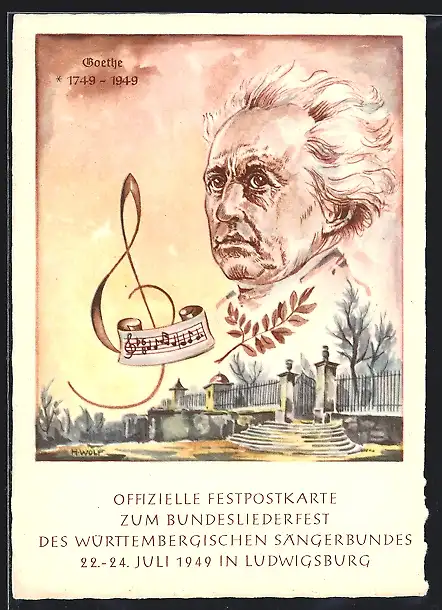 Goethe
* 1749 - 1949
H. WOLF
OFFIZIELLE FESTPOSTKARTE
ZUM BUNDESLIEDERFEST
DES WÜRTTEMBERGISCHEN SÄNGERBUNDES
22.-24. JULI 1949 IN LUDWIGSBURG